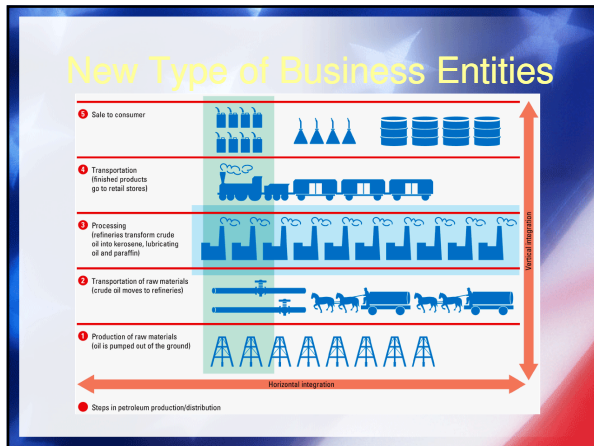 New Type of Business Entities
5 Sale to consumer
4 Transportation
(finished products
go to retail stores)
3 Processing
(refineries transform crude
oil into kerosene, lubricating
oil and paraffin)
2 Transportation of raw materials
(crude oil moves to refineries)
1 Production of raw materials
(oil is pumped out of the ground)
Vertical integration
Horizontal integration
Steps in petroleum production/distribution